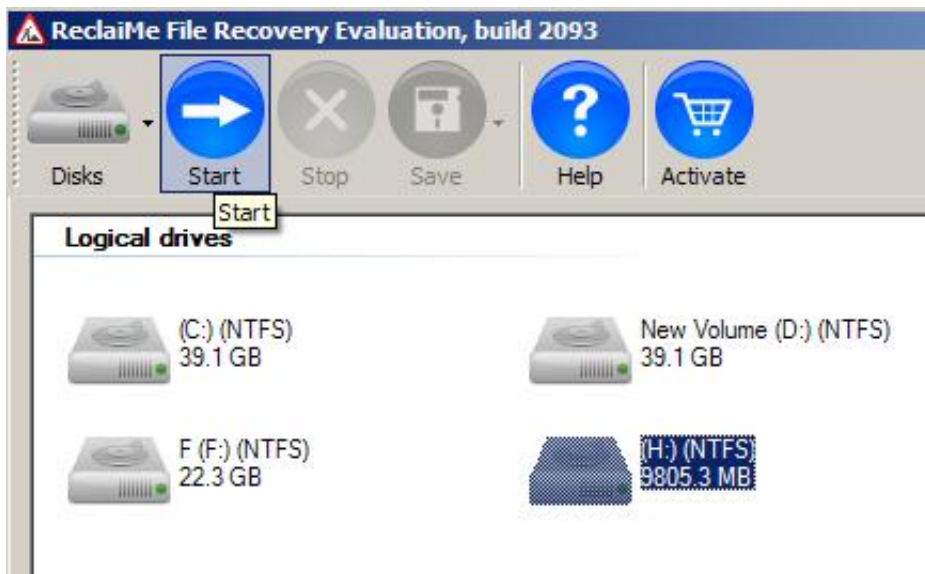 ReclaiMe File Recovery Evaluation, build 2093
Disks Start Stop Save Help Activate
Start
Logical drives
(C:) (NTFS)
39.1 GB
New Volume (D:) (NTFS)
39.1 GB
F (F:) (NTFS)
22.3 GB
(H:) (NTFS)
9805.3 MB